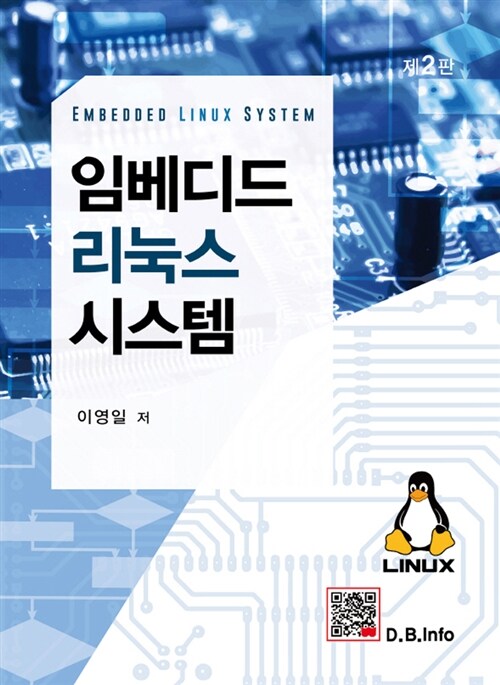 제2판
EMBEDDED LINUX SYSTEM
임베디드
리눅스
시스템
이영일 저
LINUX
D.B.Info